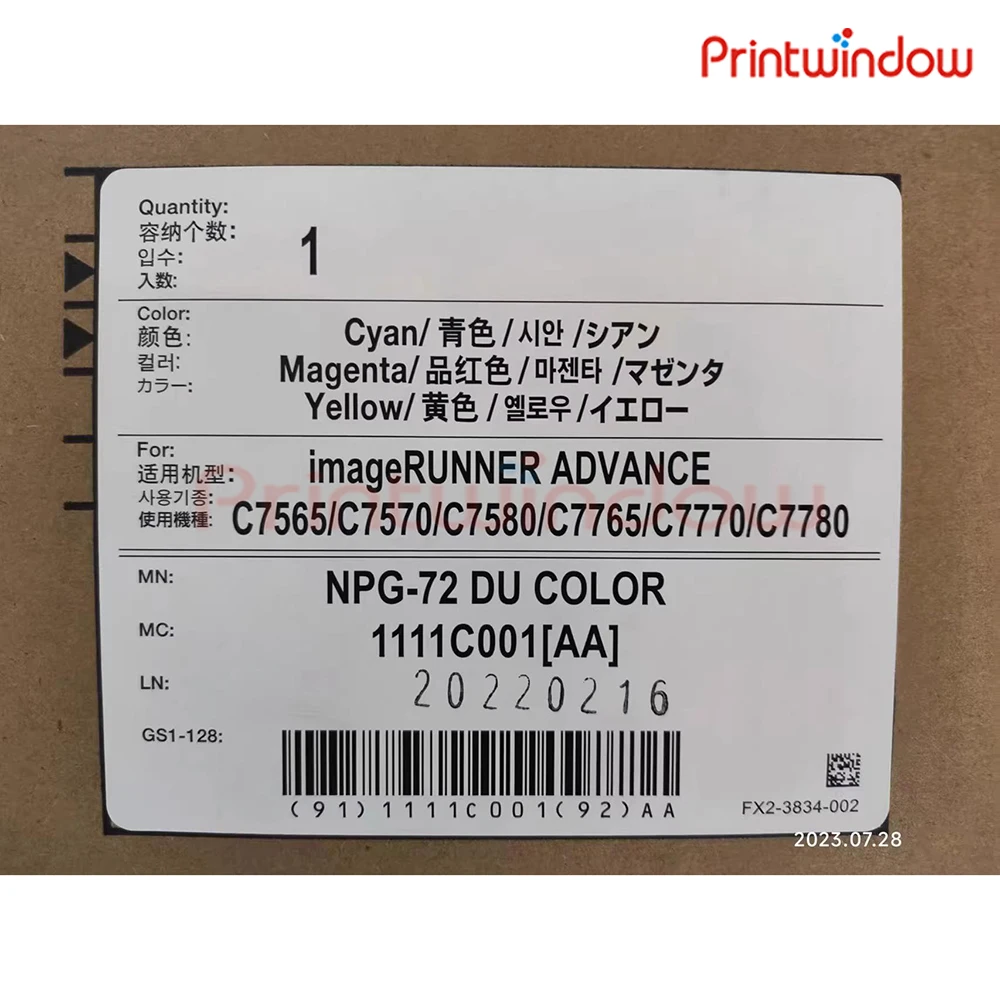 Printwindow
Quantity:
容纳个数:
입수:
入数:
1
Color:
颜色:
컬러:
カラー:
Cyan/ 青色 /시안 /シアン
Magenta/ 品红色 /마젠타 /マゼンタ
Yellow/ 黄色 /옐로우 /イエロー
For:
适用机型:
사용기종:
使用機種:
imageRUNNER ADVANCE
C7565/C7570/C7580/C7765/C7770/C7780
Printwindow
MN: NPG-72 DU COLOR
MC: 1111C001[AA]
LN: 20220216
GS1-128:
(91)1111C001(92)AA
FX2-3834-002
2023.07.28